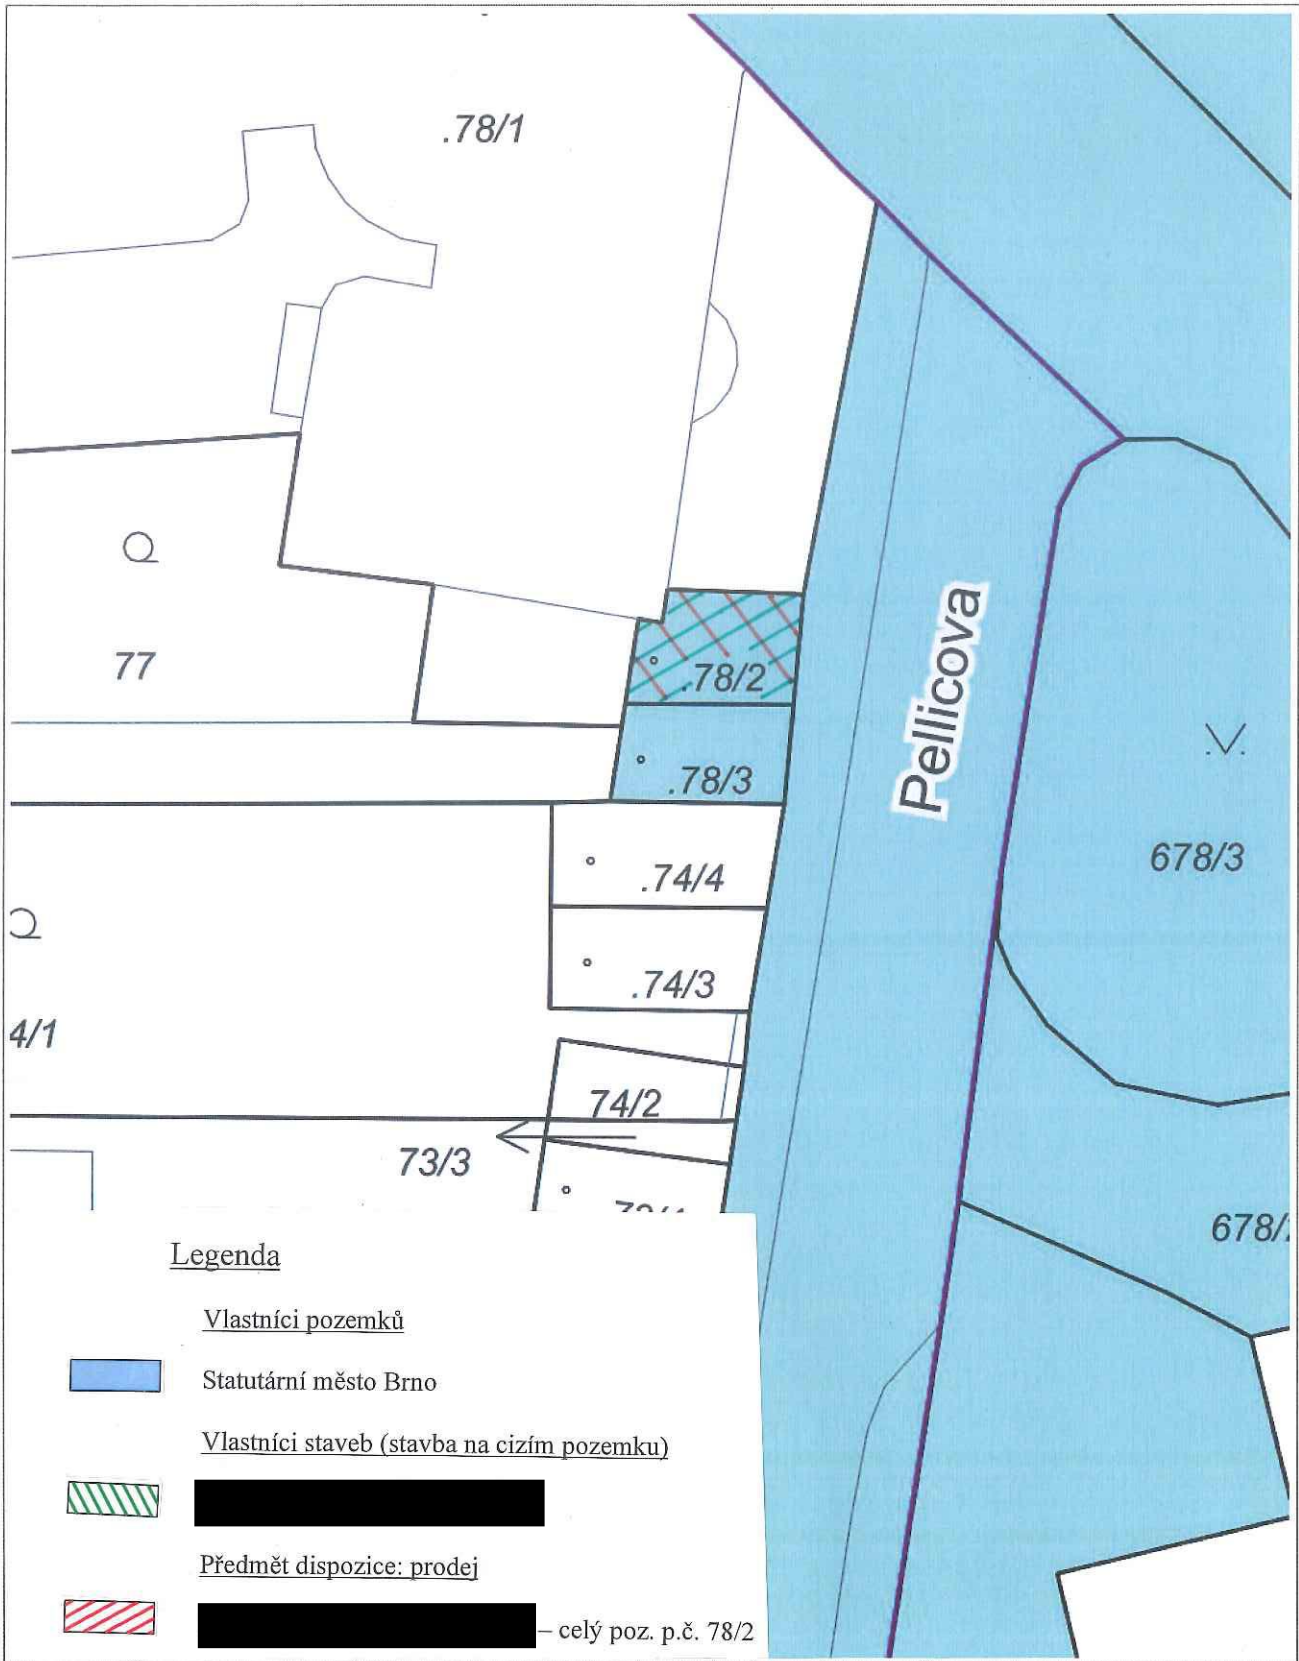 .78/1
77
.78/2
.78/3
Pellicova
.74/4
678/3
.74/3
4/1
74/2
73/3
Legenda
Vlastníci pozemků
Statutární město Brno
Vlastníci staveb (stavba na cizím pozemku)
Předmět dispozice: prodej
– celý poz. p.č. 78/2